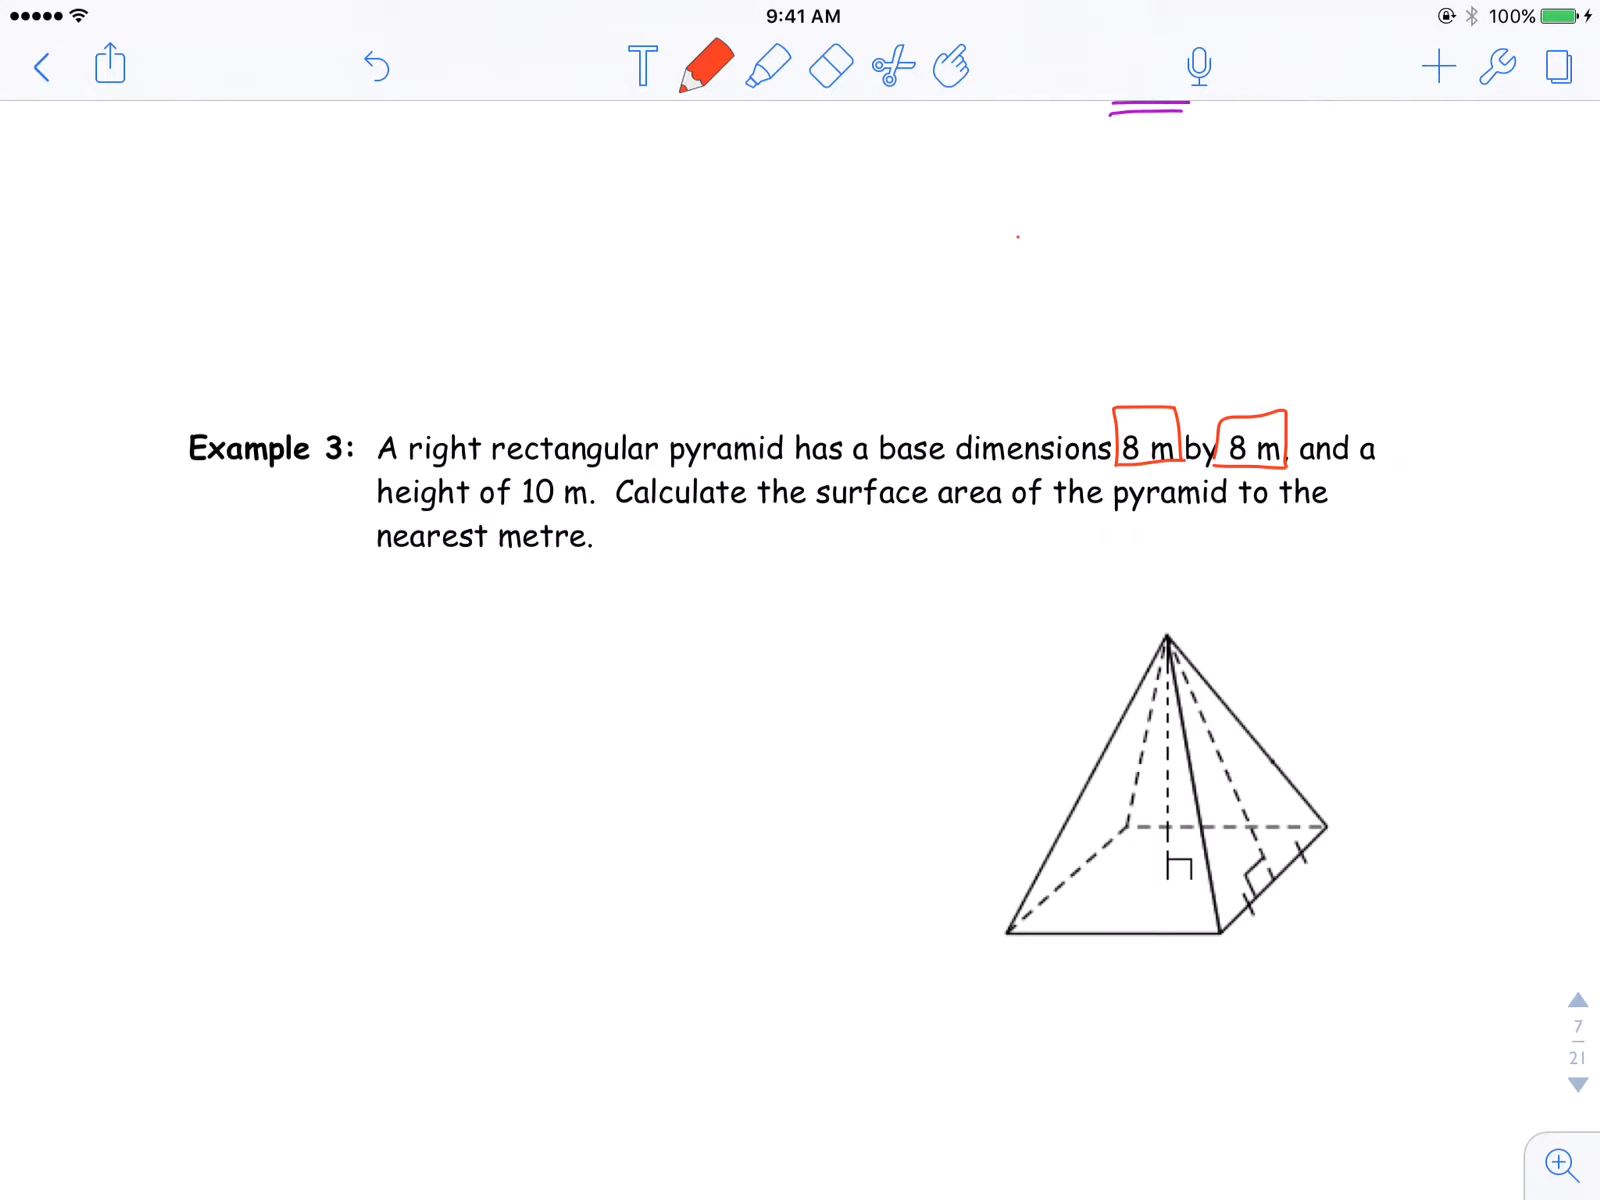 9:41 AM
100%
T
Example 3: A right rectangular pyramid has a base dimensions 8 m by 8 m, and a
height of 10 m. Calculate the surface area of the pyramid to the
nearest metre.
7
21